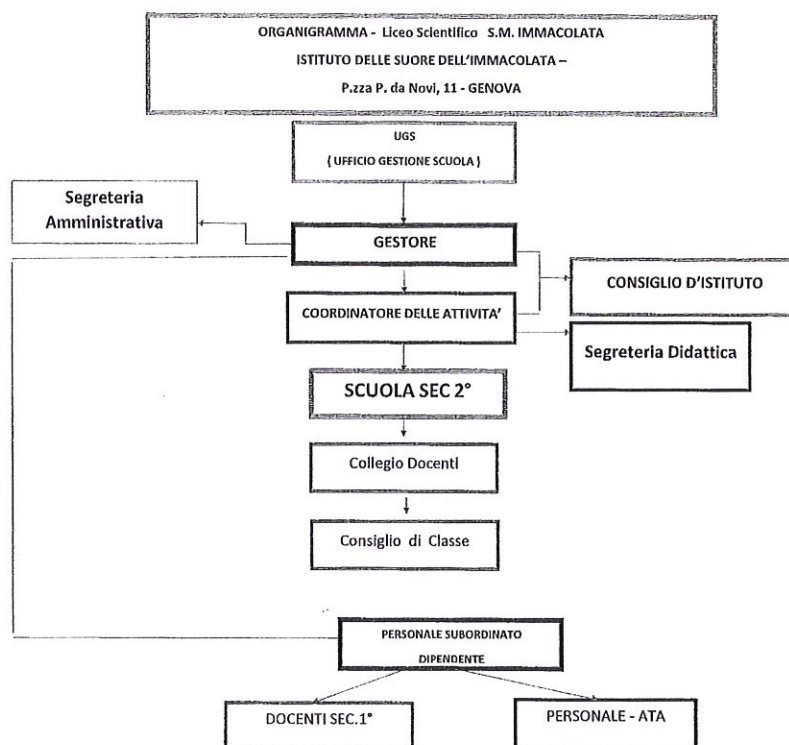 ORGANIGRAMMA - Liceo Scientifico S.M. IMMACOLATA
ISTITUTO DELLE SUORE DELL'IMMACOLATA –
P.zza P. da Novi, 11 - GENOVA
UGS
( UFFICIO GESTIONE SCUOLA )
Segreteria
Amministrativa
GESTORE
CONSIGLIO D'ISTITUTO
COORDINATORE DELLE ATTIVITA'
Segreteria Didattica
SCUOLA SEC 2°
Collegio Docenti
Consiglio di Classe
PERSONALE SUBORDINATO
DIPENDENTE
DOCENTI SEC.1°
PERSONALE - ATA